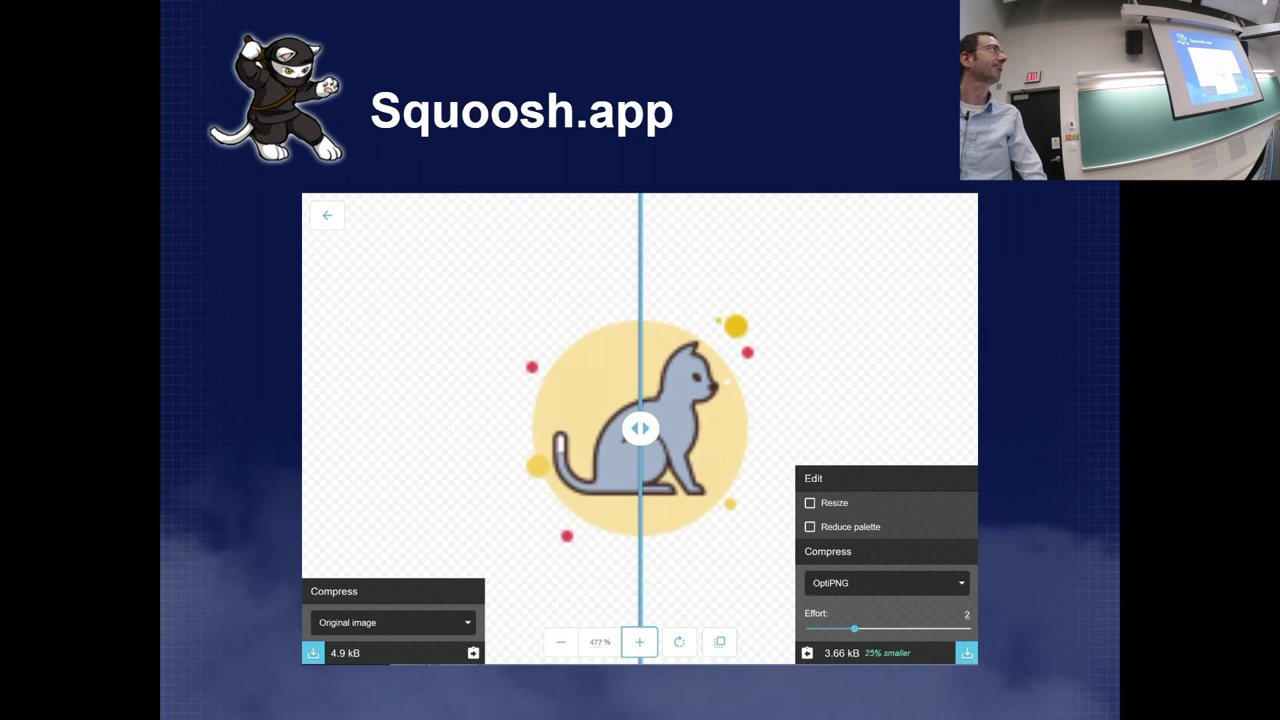 Squoosh.app
EXIT
Edit
Resize
Reduce palette
Compress
OptiPNG
Effort: 2
Compress
Original image
4.9 kB
477 %
3.66 kB 25% smaller